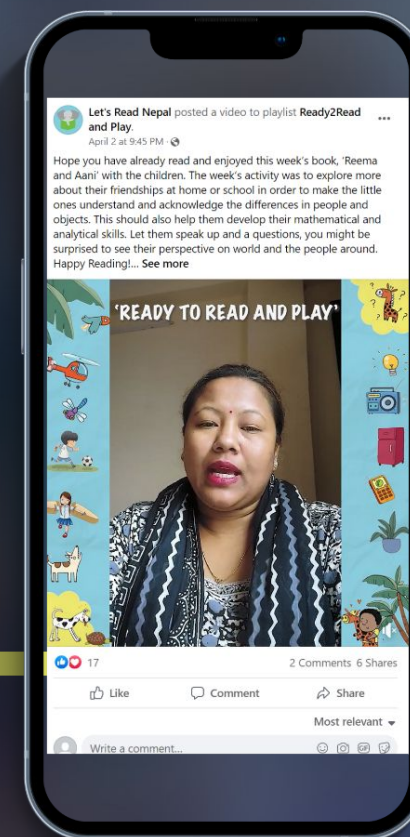 Let's Read Nepal posted a video to playlist Ready2Read
and Play.
April 2 at 9:45 PM ·
Hope you have already read and enjoyed this week's book, 'Reema
and Aani' with the children. The week's activity was to explore more
about their friendships at home or school in order to make the little
ones understand and acknowledge the differences in people and
objects. This should also help them develop their mathematical and
analytical skills. Let them speak up and a questions, you might be
surprised to see their perspective on world and the people around.
Happy Reading!... See more
'READY TO READ AND PLAY'
17
2 Comments 6 Shares
Like
Comment
Share
Most relevant
Write a comment...
GIF